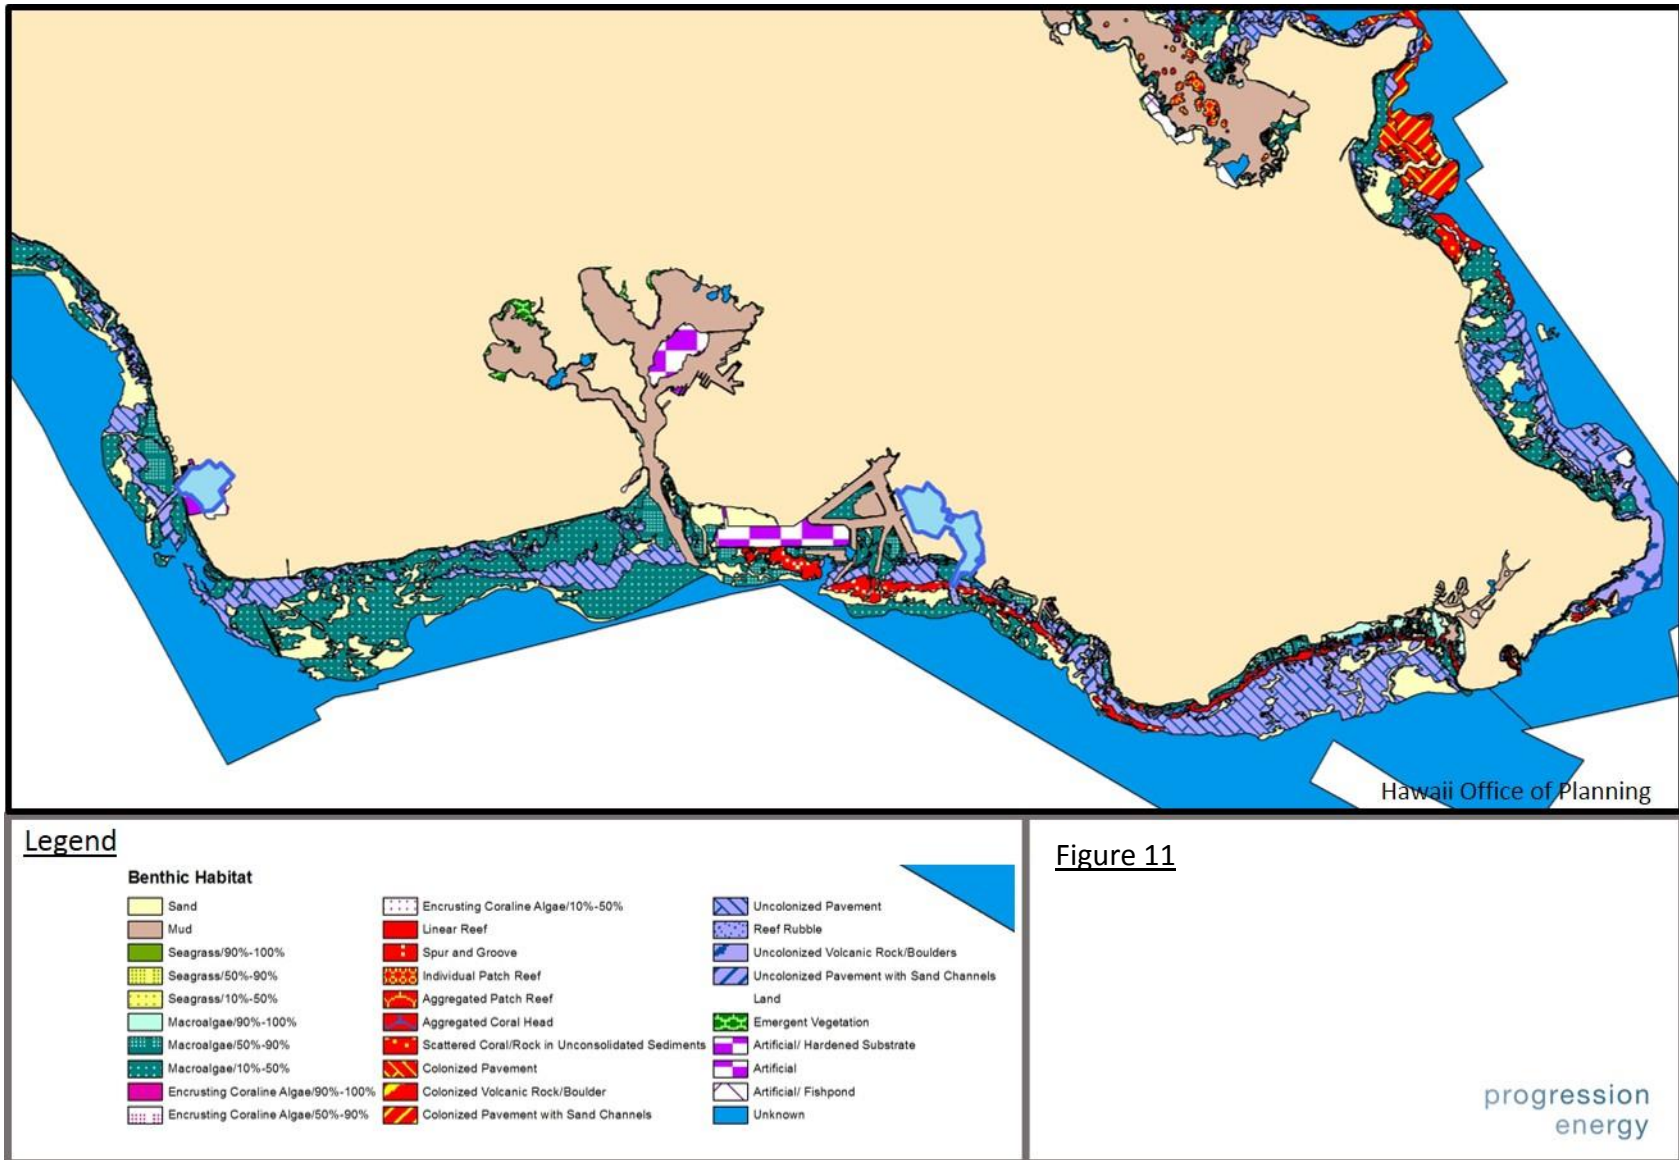 Hawaii Office of Planning
Legend
Figure 11
Benthic Habitat
Sand
Mud
Seagrass/90%-100%
Seagrass/50%-90%
Seagrass/10%-50%
Macroalgae/90%-100%
Macroalgae/50%-90%
Macroalgae/10%-50%
Encrusting Coraline Algae/90%-100%
Encrusting Coraline Algae/50%-90%
Encrusting Coraline Algae/10%-50%
Linear Reef
Spur and Groove
Individual Patch Reef
Aggregated Patch Reef
Aggregated Coral Head
Scattered Coral/Rock in Unconsolidated Sediments
Colonized Pavement
Colonized Volcanic Rock/Boulder
Colonized Pavement with Sand Channels
Uncolonized Pavement
Reef Rubble
Uncolonized Volcanic Rock/Boulders
Uncolonized Pavement with Sand Channels
Land
Emergent Vegetation
Artificial/ Hardened Substrate
Artificial
Artificial/ Fishpond
Unknown
progression
energy